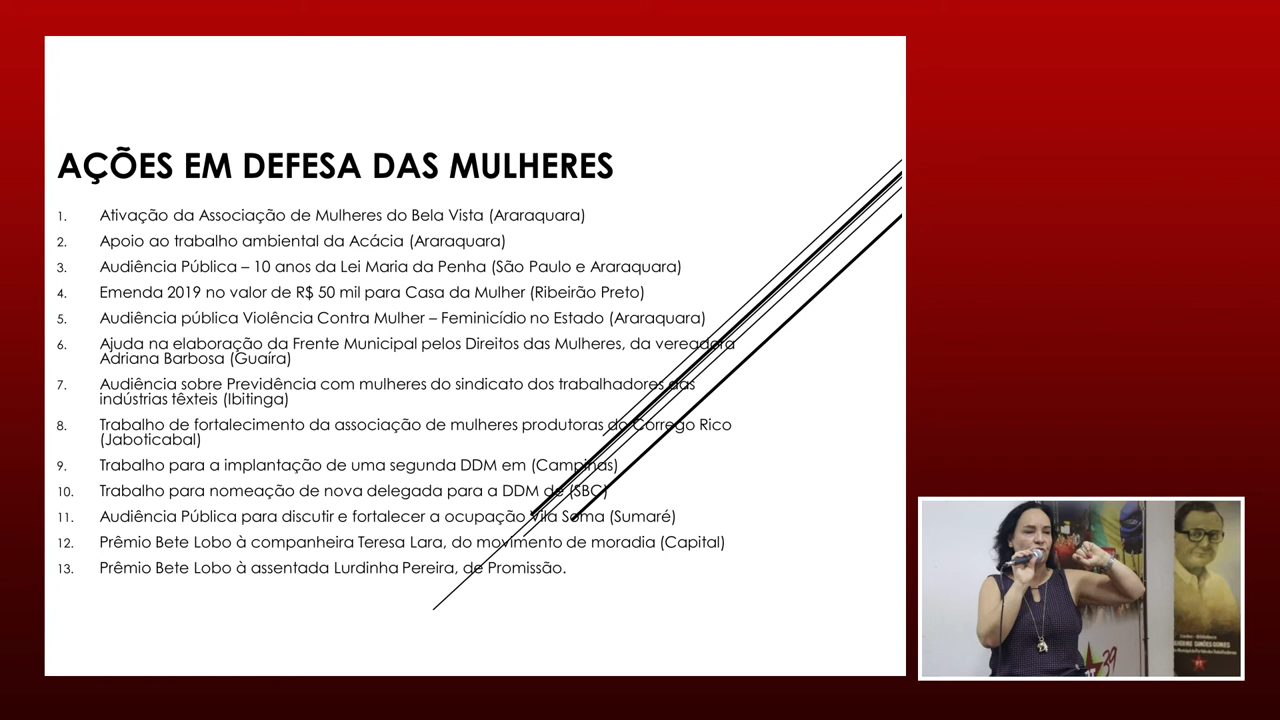 AÇÕES EM DEFESA DAS MULHERES
1. Ativação da Associação de Mulheres do Bela Vista (Araraquara)
2. Apoio ao trabalho ambiental da Acácia (Araraquara)
3. Audiência Pública – 10 anos da Lei Maria da Penha (São Paulo e Araraquara)
4. Emenda 2019 no valor de R$ 50 mil para Casa da Mulher (Ribeirão Preto)
5. Audiência pública Violência Contra Mulher – Feminicídio no Estado (Araraquara)
6. Ajuda na elaboração da Frente Municipal pelos Direitos das Mulheres, da vereadora
Adriana Barbosa (Guaíra)
7. Audiência sobre Previdência com mulheres do sindicato dos trabalhadores das
indústrias têxteis (Ibitinga)
8. Trabalho de fortalecimento da associação de mulheres produtoras do Córrego Rico
(Jaboticabal)
9. Trabalho para a implantação de uma segunda DDM em (Campinas)
10. Trabalho para nomeação de nova delegada para a DDM de (SBC)
11. Audiência Pública para discutir e fortalecer a ocupação Vila Soma (Sumaré)
12. Prêmio Bete Lobo à companheira Teresa Lara, do movimento de moradia (Capital)
13. Prêmio Bete Lobo à assentada Lurdinha Pereira, de Promissão.
39